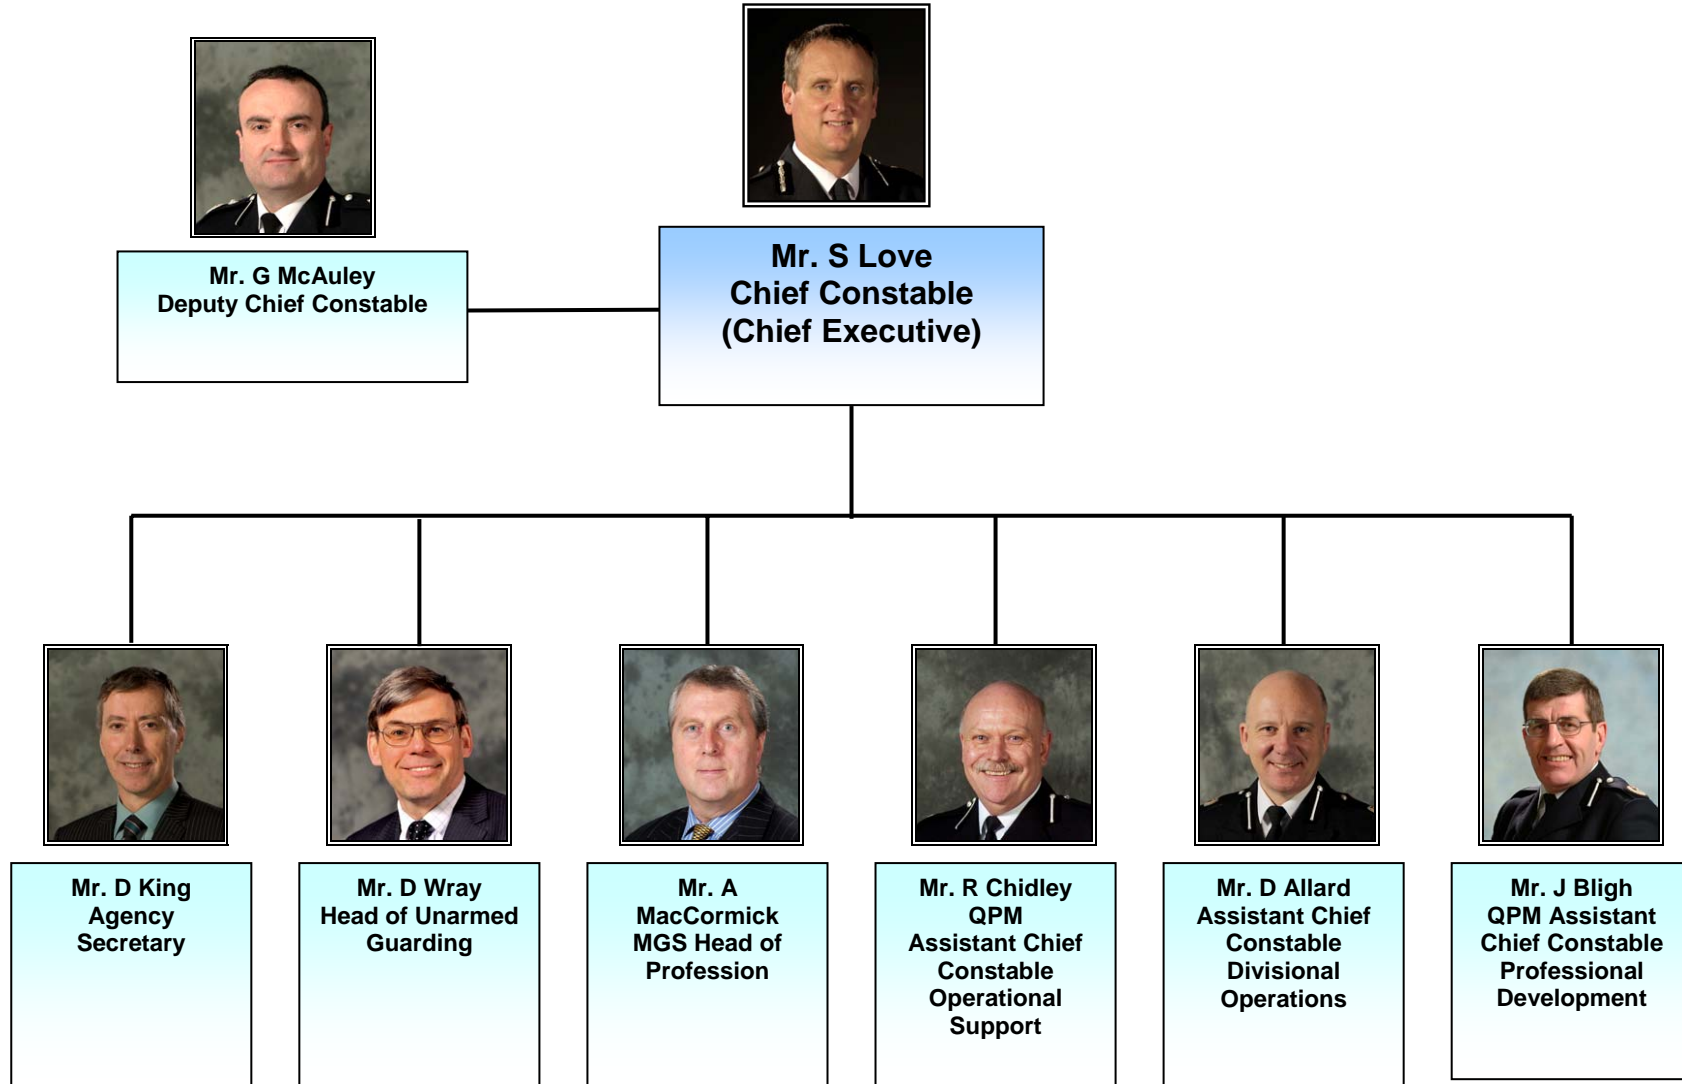 Mr. G McAuley
Deputy Chief Constable
Mr. S Love
Chief Constable
(Chief Executive)
Mr. D King
Agency
Secretary
Mr. D Wray
Head of Unarmed
Guarding
Mr. A
MacCormick
MGS Head of
Profession
Mr. R Chidley
QPM
Assistant Chief
Constable
Operational
Support
Mr. D Allard
Assistant Chief
Constable
Divisional
Operations
Mr. J Bligh
QPM Assistant
Chief Constable
Professional
Development